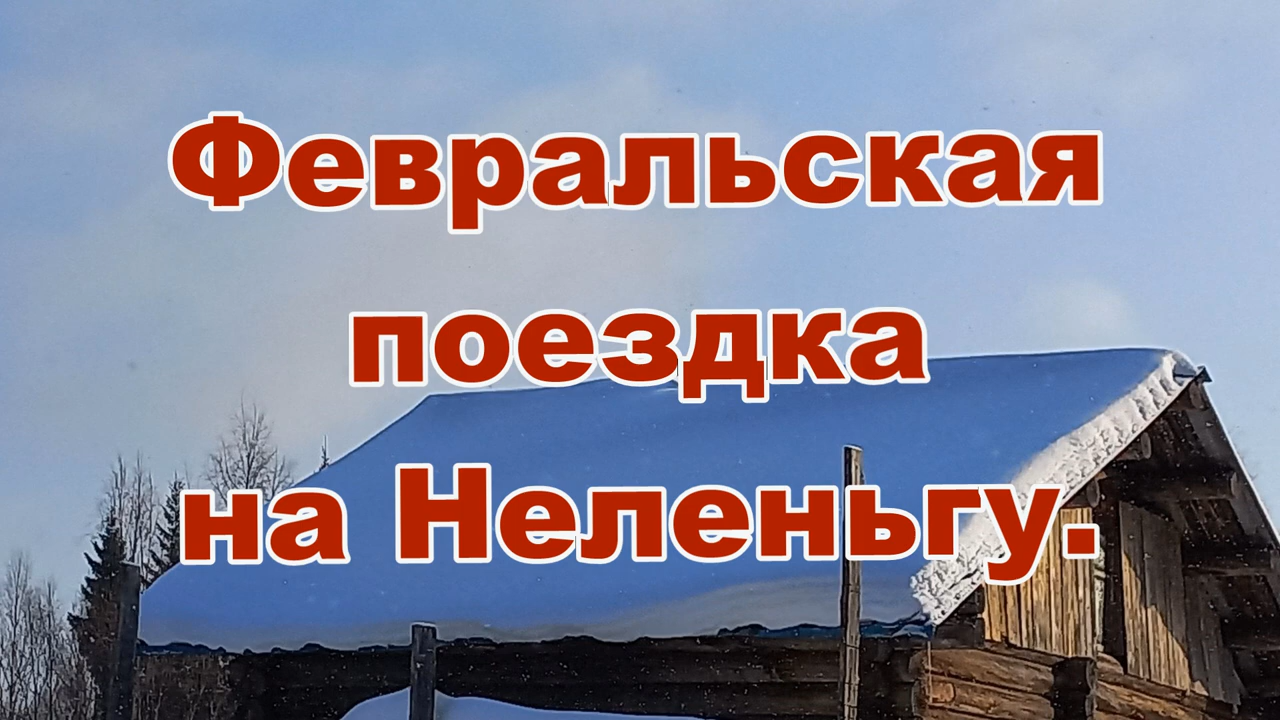 Февральская
поездка
на Неленьгу.